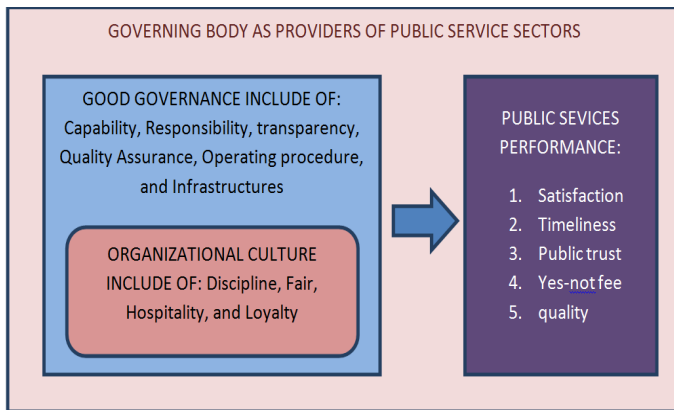 GOVERNING BODY AS PROVIDERS OF PUBLIC SERVICE SECTORS
GOOD GOVERNANCE INCLUDE OF:
Capability, Responsibility, transparency,
Quality Assurance, Operating procedure,
and Infrastructures
ORGANIZATIONAL CULTURE
INCLUDE OF: Discipline, Fair,
Hospitality, and Loyalty
PUBLIC SEVICES
PERFORMANCE:
1. Satisfaction
2. Timeliness
3. Public trust
4. Yes-not fee
5. quality